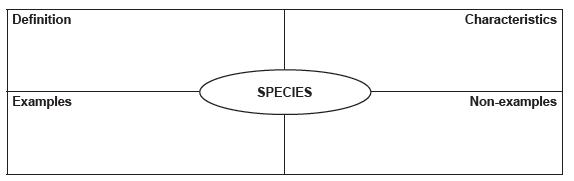 Definition
Characteristics
SPECIES
Examples
Non-examples